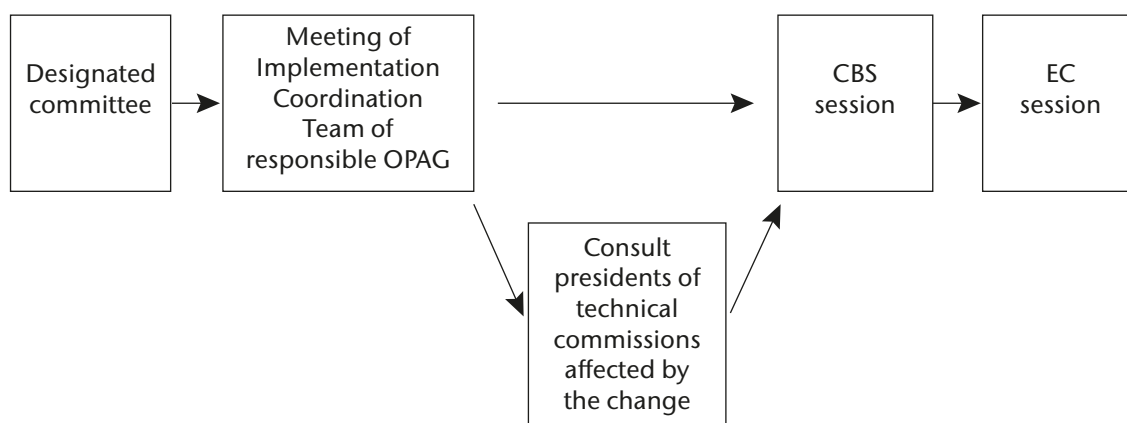 Designated
committee
Meeting of
Implementation
Coordination
Team of
responsible OPAG
CBS
session
EC
session
Consult
presidents of
technical
commissions
affected by
the change